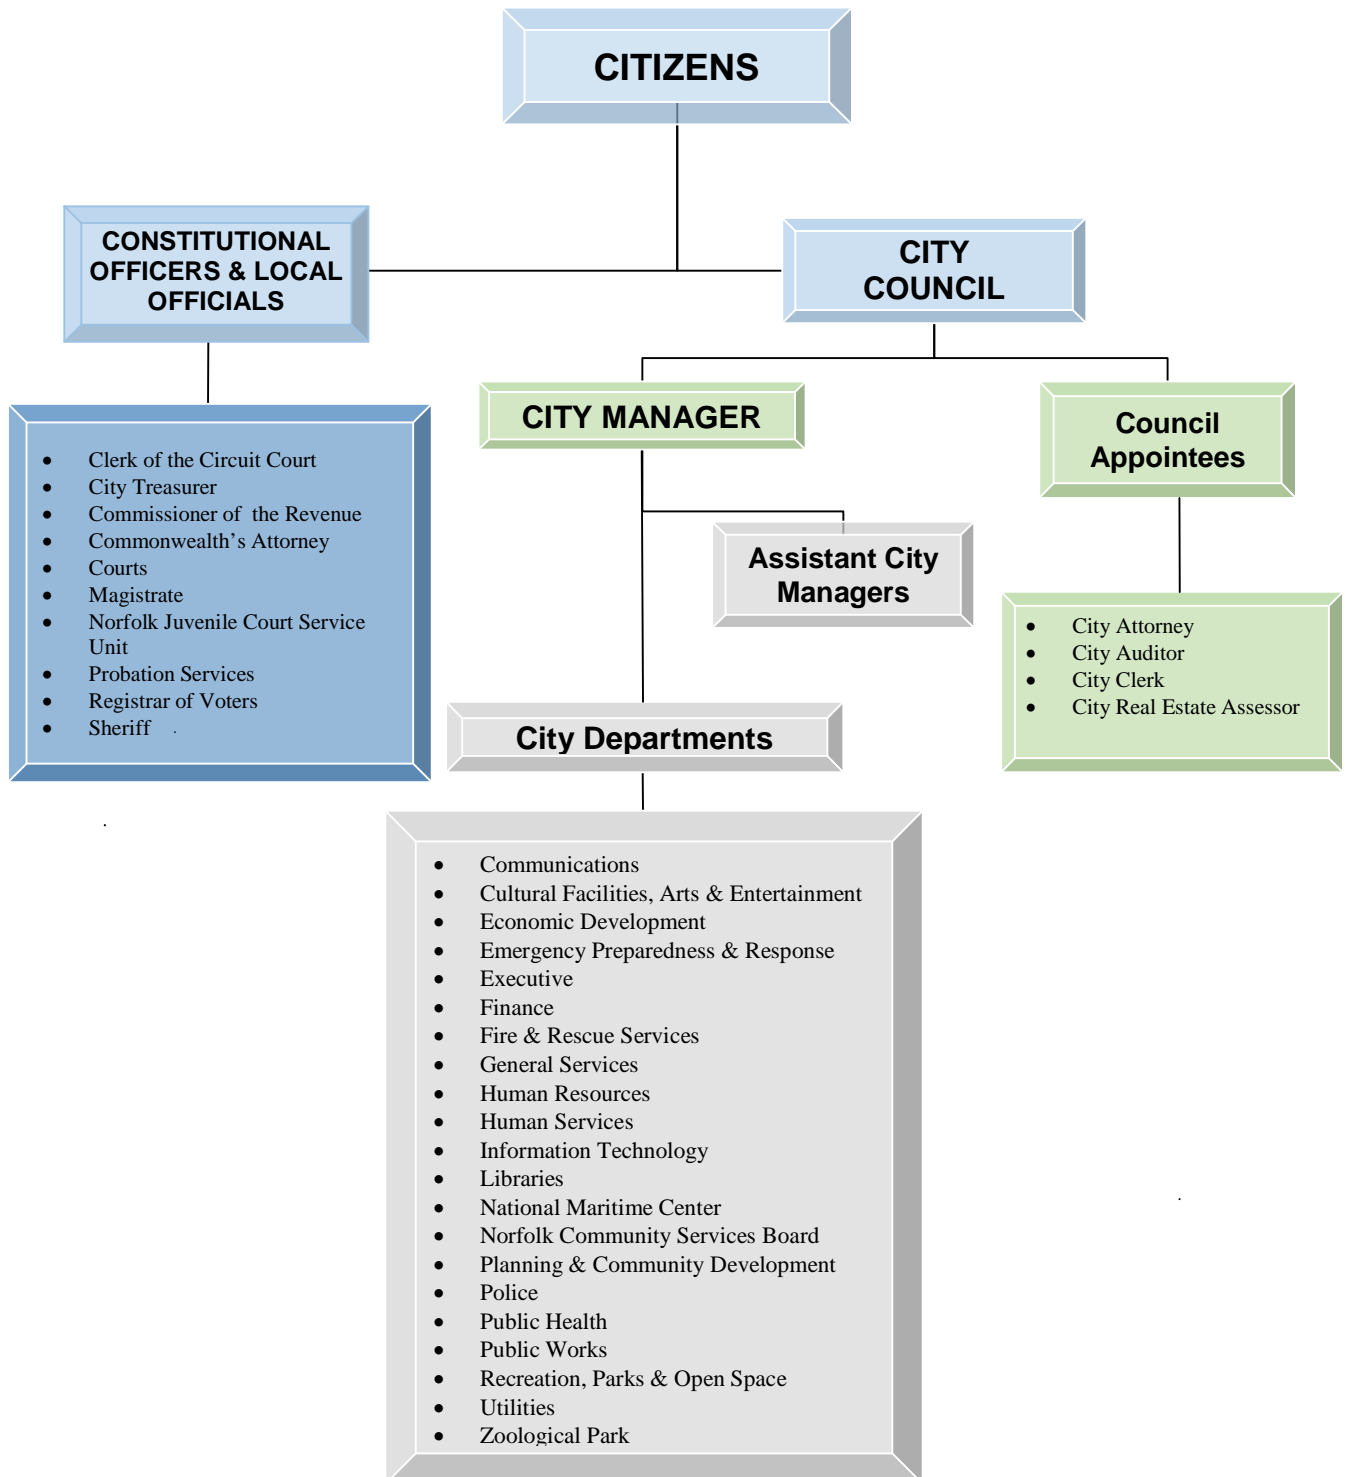 CITIZENS
CONSTITUTIONAL
OFFICERS & LOCAL
OFFICIALS
CITY
COUNCIL
CITY MANAGER
Council
Appointees
Assistant City
Managers
• Clerk of the Circuit Court
• City Treasurer
• Commissioner of  the Revenue
• Commonwealth’s Attorney
• Courts
• Magistrate
• Norfolk Juvenile Court Service
Unit
• Probation Services
• Registrar of Voters
• Sheriff
• City Attorney
• City Auditor
• City Clerk
• City Real Estate Assessor
City Departments
• Communications
• Cultural Facilities, Arts & Entertainment
• Economic Development
• Emergency Preparedness & Response
• Executive
• Finance
• Fire & Rescue Services
• General Services
• Human Resources
• Human Services
• Information Technology
• Libraries
• National Maritime Center
• Norfolk Community Services Board
• Planning & Community Development
• Police
• Public Health
• Public Works
• Recreation, Parks & Open Space
• Utilities
• Zoological Park